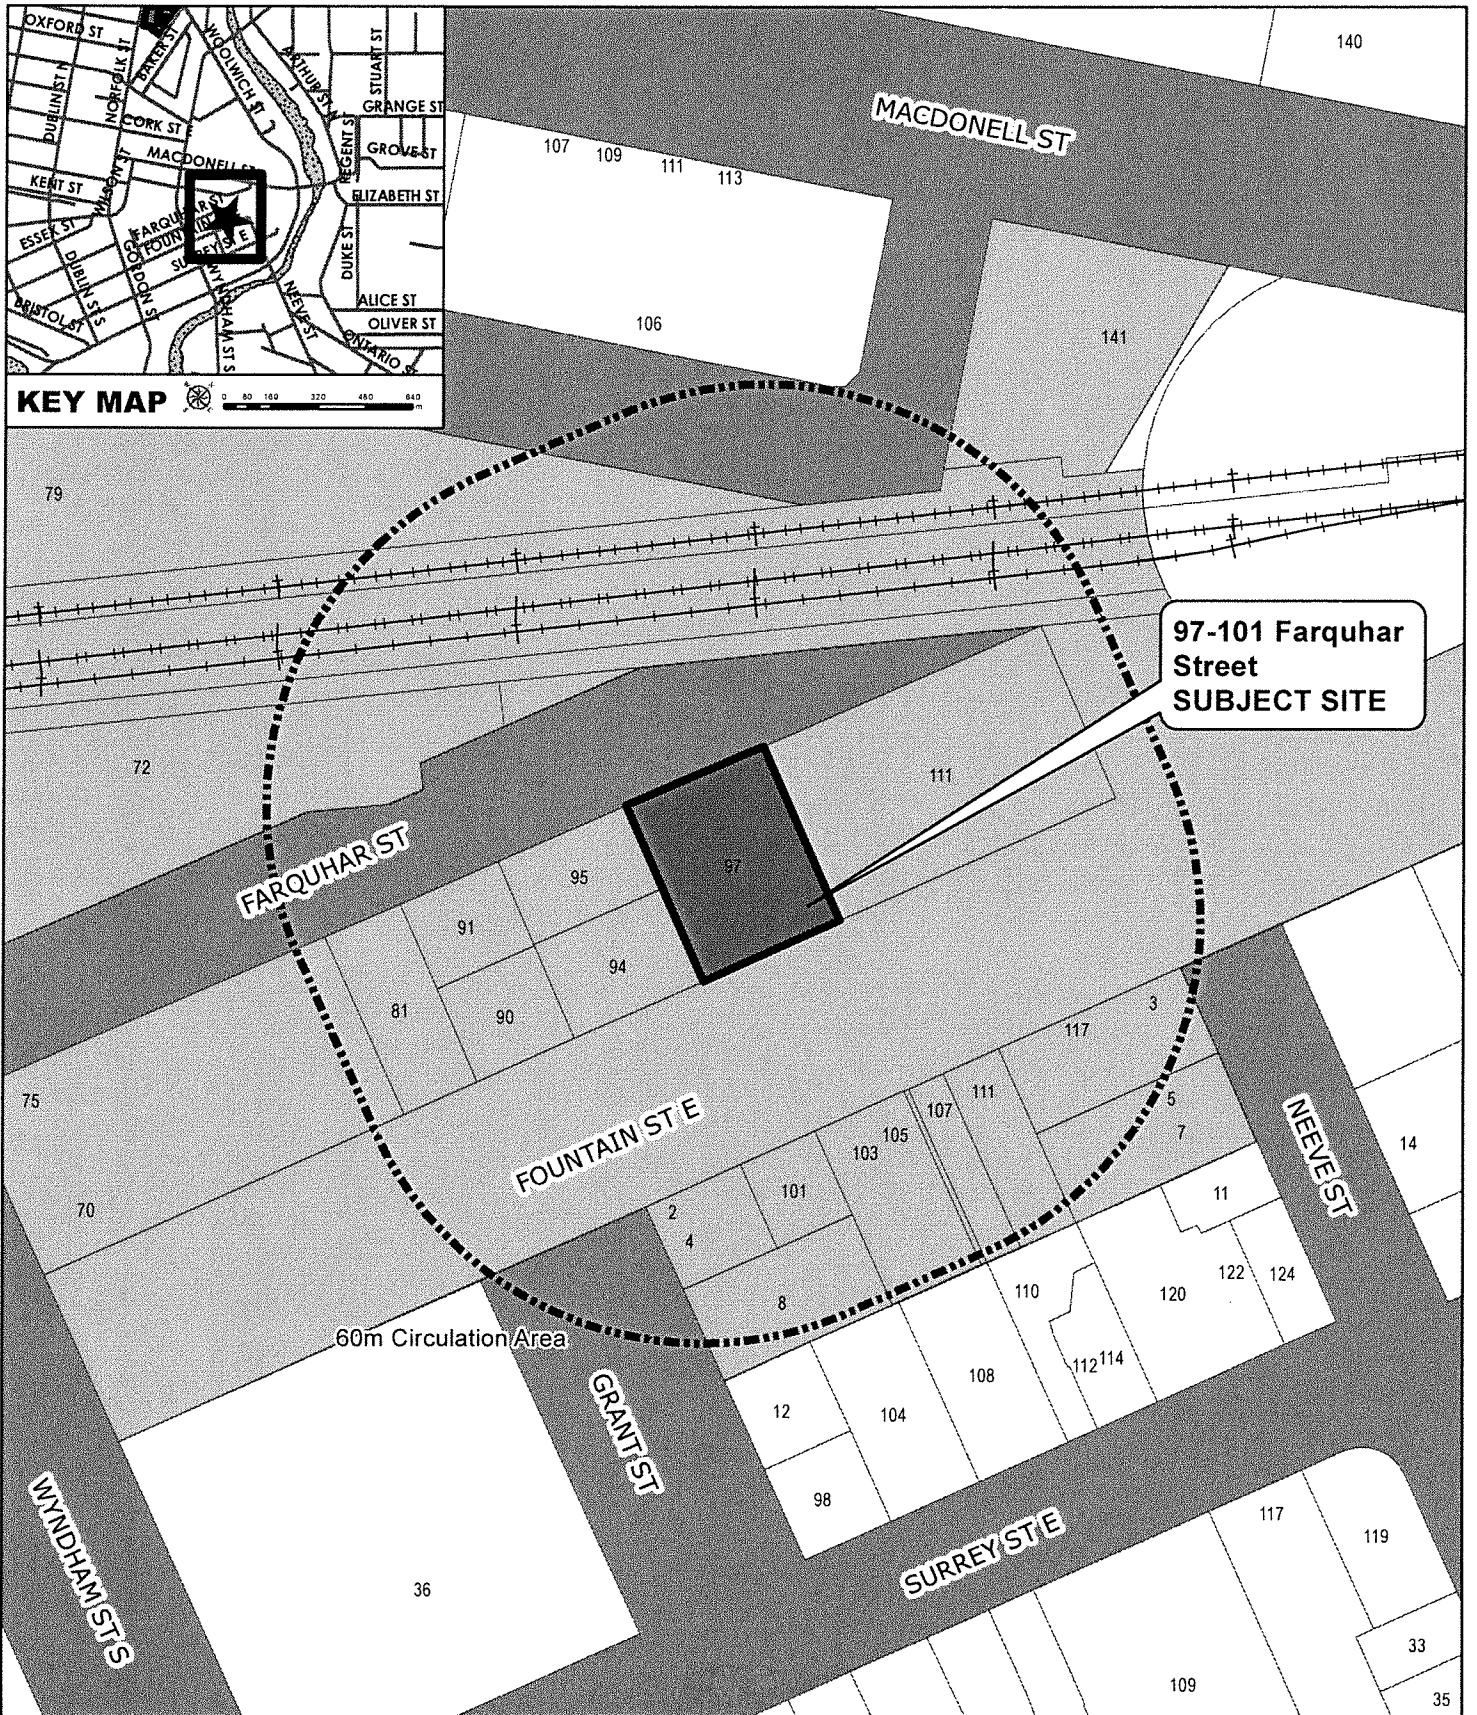 OXFORD ST
DUBLIN ST N
NORFOLK ST
BAKER ST
WOOLWICH ST
ARTHUR ST N
STUART ST
GRANGE ST
CORK ST E
MACDONELL ST
REGENT ST
GROVE ST
KENT ST
WILSON ST
ELIZABETH ST
ESSEX ST
FARQUHAR ST
FOUNTAIN
SURREY ST E
GORDON ST
DUBLIN ST S
BRISTOL ST
WYNDHAM ST S
NEEVE ST
DUKE ST
ALICE ST
OLIVER ST
ONTARIO S
KEY MAP
0 80 160 320 480 640
m
140
MACDONELL ST
107
109
111
113
106
141
79
97-101 Farquhar
Street
SUBJECT SITE
72
111
97
FARQUHAR ST
95
91
94
81
90
3
117
75
5
111
107
105
7
103
FOUNTAIN ST E
NEEVE ST
14
101
2
4
70
11
8
110
122
124
120
60m Circulation Area
112
114
108
12
104
GRANT ST
98
WYNDHAM ST S
SURREY ST E
117
119
36
33
109
35